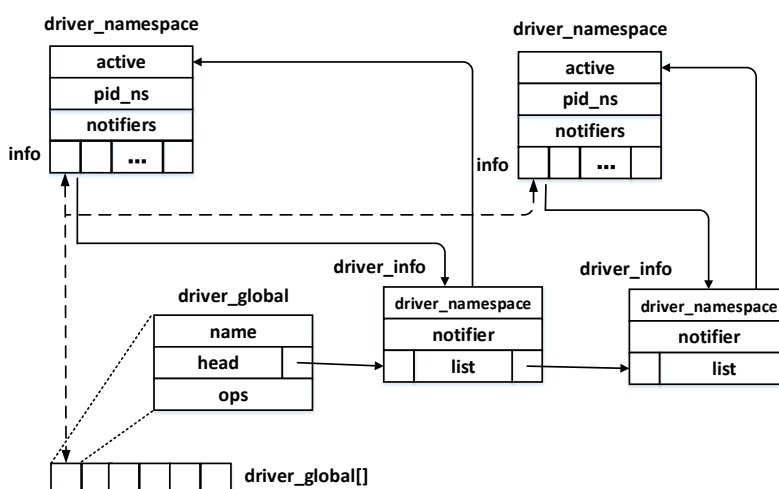 driver_namespace
active
pid_ns
notifiers
info
...
driver_namespace
active
pid_ns
notifiers
info
...
driver_info
driver_namespace
notifier
list
driver_info
driver_namespace
notifier
list
driver_global
name
head
ops
driver_global[]